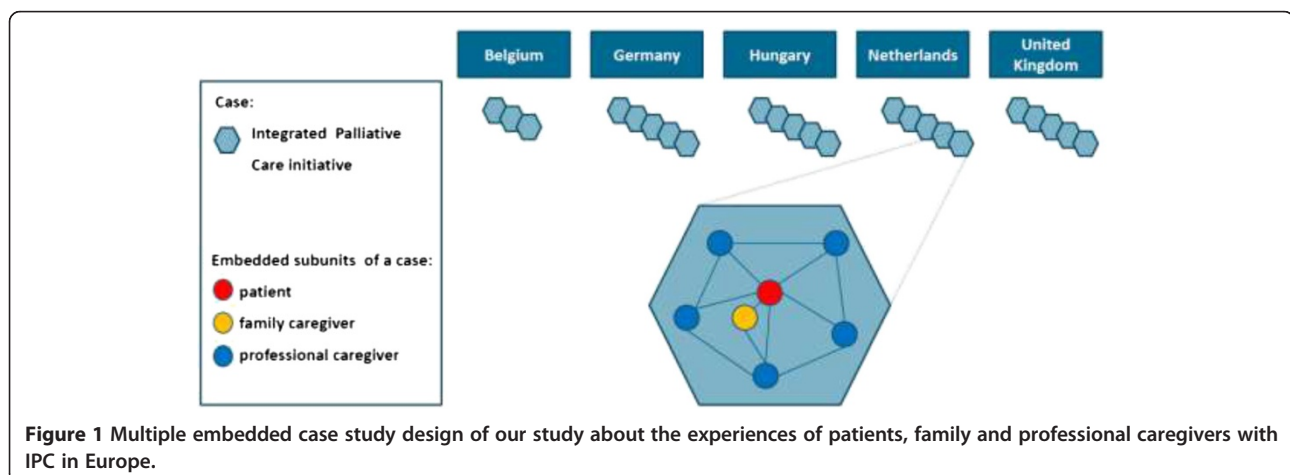 Belgium
Germany
Hungary
Netherlands
United
Kingdom
Case:
Integrated Palliative
Care initiative
Embedded subunits of a case:
patient
family caregiver
professional caregiver
Figure 1 Multiple embedded case study design of our study about the experiences of patients, family and professional caregivers with
IPC in Europe.